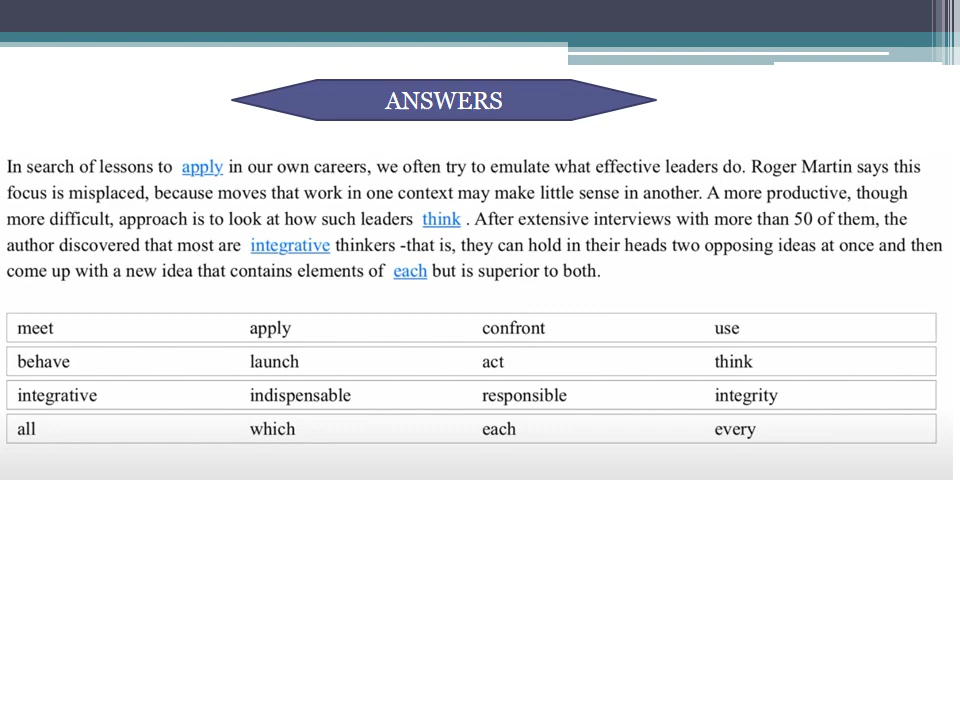 ANSWERS
In search of lessons to apply in our own careers, we often try to emulate what effective leaders do. Roger Martin says this
focus is misplaced, because moves that work in one context may make little sense in another. A more productive, though
more difficult, approach is to look at how such leaders think . After extensive interviews with more than 50 of them, the
author discovered that most are integrative thinkers -that is, they can hold in their heads two opposing ideas at once and then
come up with a new idea that contains elements of each but is superior to both.
meet apply confront use
behave launch act think
integrative indispensable responsible integrity
all which each every